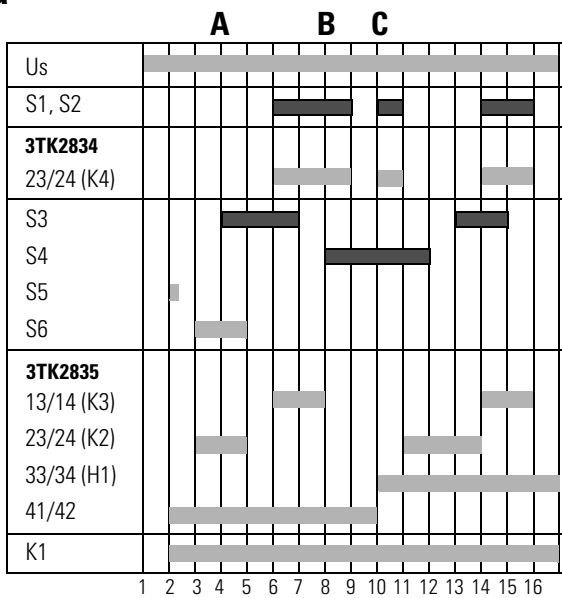 A B C
Us
S1, S2
3TK2834
23/24 (K4)
S3
S4
S5
S6
3TK2835
13/14 (K3)
23/24 (K2)
33/34 (H1)
41/42
K1
1 2 3 4 5 6 7 8 9 10 11 12 13 14 15 16